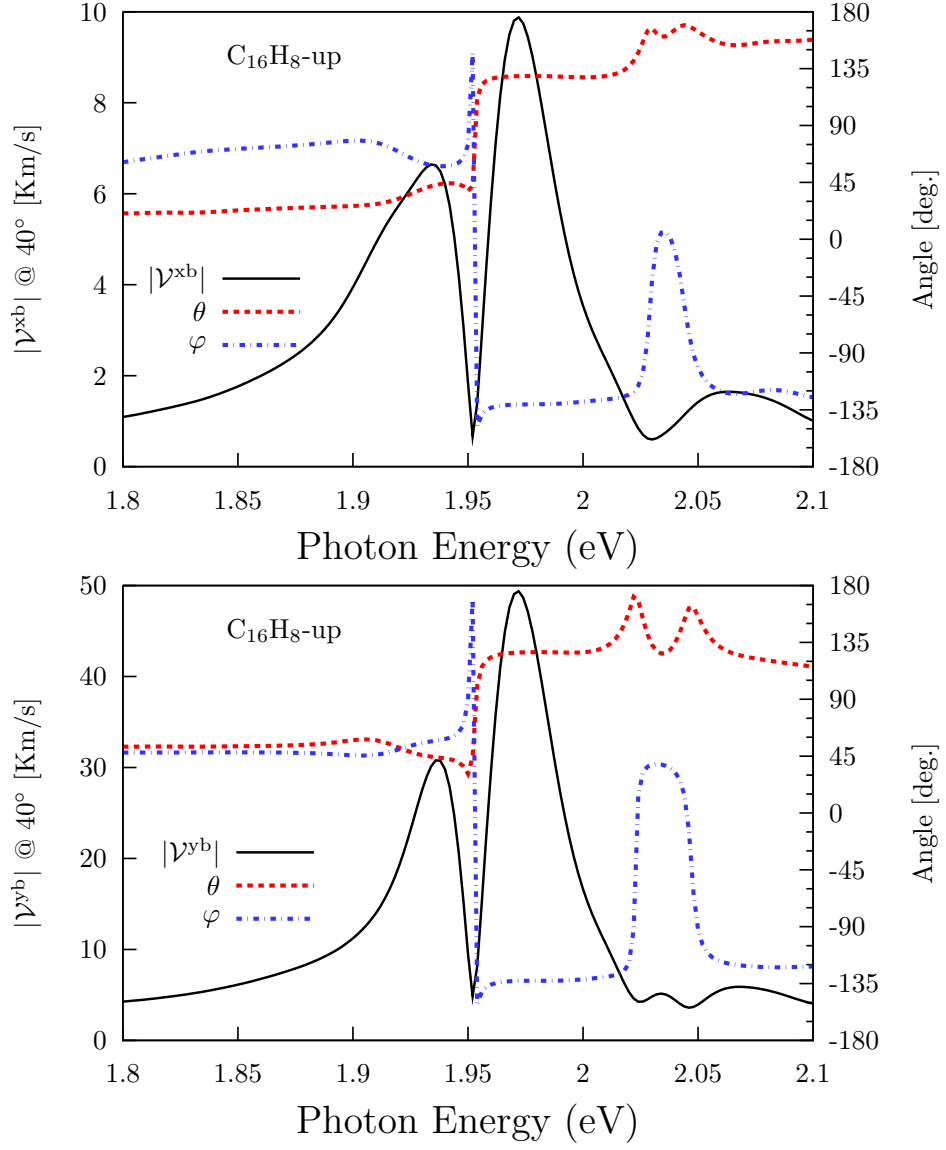 C₁₆H₈-up
|𝒱ˣᵇ| @ 40° [Km/s]
10
8
6
4
2
0
|𝒱ˣᵇ|
θ
φ
180
135
90
45
0
-45
-90
-135
-180
Angle [deg.]
1.8 1.85 1.9 1.95 2 2.05 2.1
Photon Energy (eV)
C₁₆H₈-up
|𝒱ʸᵇ| @ 40° [Km/s]
50
40
30
20
10
0
|𝒱ʸᵇ|
θ
φ
180
135
90
45
0
-45
-90
-135
-180
Angle [deg.]
1.8 1.85 1.9 1.95 2 2.05 2.1
Photon Energy (eV)